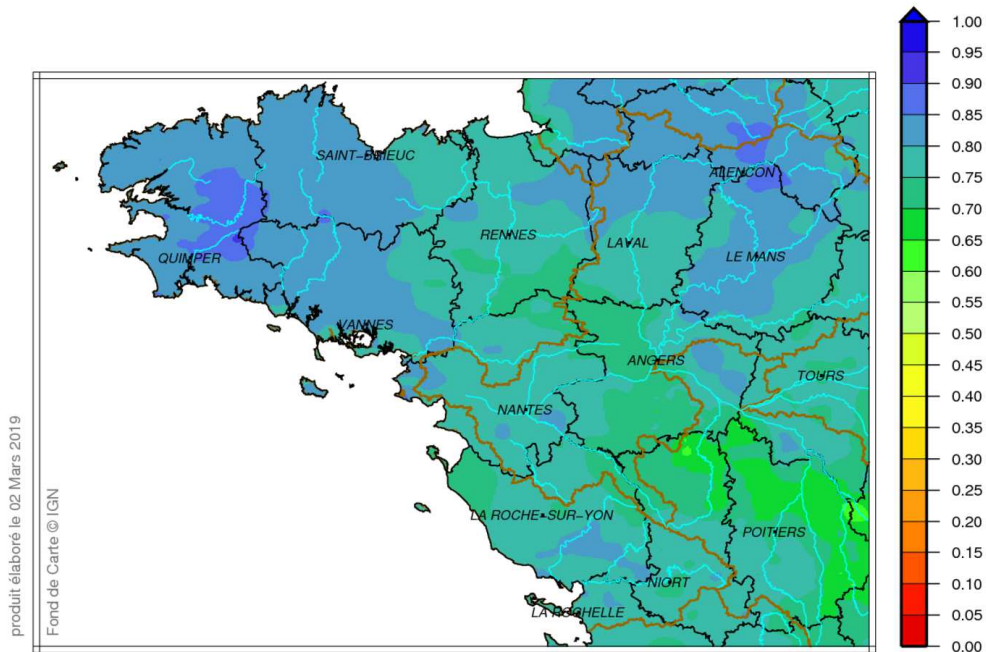 SAINT-BRIEUC
ALENCON
RENNES
LAVAL
QUIMPER
LE MANS
VANNES
ANGERS
TOURS
NANTES
LA ROCHE-SUR-YON
POITIERS
NIORT
LA ROCHELLE
produit élaboré le 02 Mars 2019
Fond de Carte © IGN
1.00
0.95
0.90
0.85
0.80
0.75
0.70
0.65
0.60
0.55
0.50
0.45
0.40
0.35
0.30
0.25
0.20
0.15
0.10
0.05
0.00